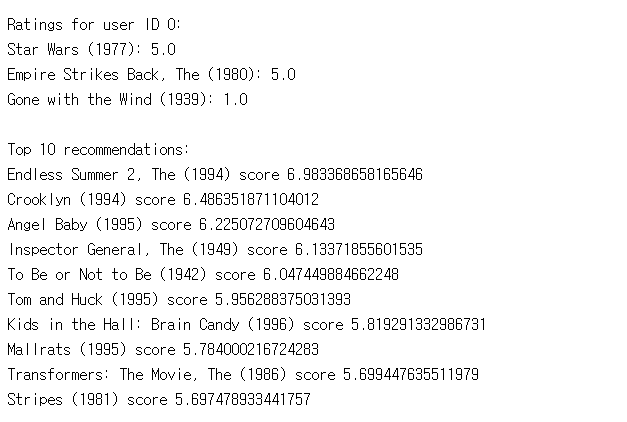 Ratings for user ID 0:
Star Wars (1977): 5.0
Empire Strikes Back, The (1980): 5.0
Gone with the Wind (1939): 1.0
Top 10 recommendations:
Endless Summer 2, The (1994) score 6.983368658165646
Crooklyn (1994) score 6.486351871104012
Angel Baby (1995) score 6.225072709604643
Inspector General, The (1949) score 6.13371855601535
To Be or Not to Be (1942) score 6.047449884662248
Tom and Huck (1995) score 5.956288375031393
Kids in the Hall: Brain Candy (1996) score 5.819291332986731
Mallrats (1995) score 5.784000216724283
Transformers: The Movie, The (1986) score 5.699447635511979
Stripes (1981) score 5.697478933441757